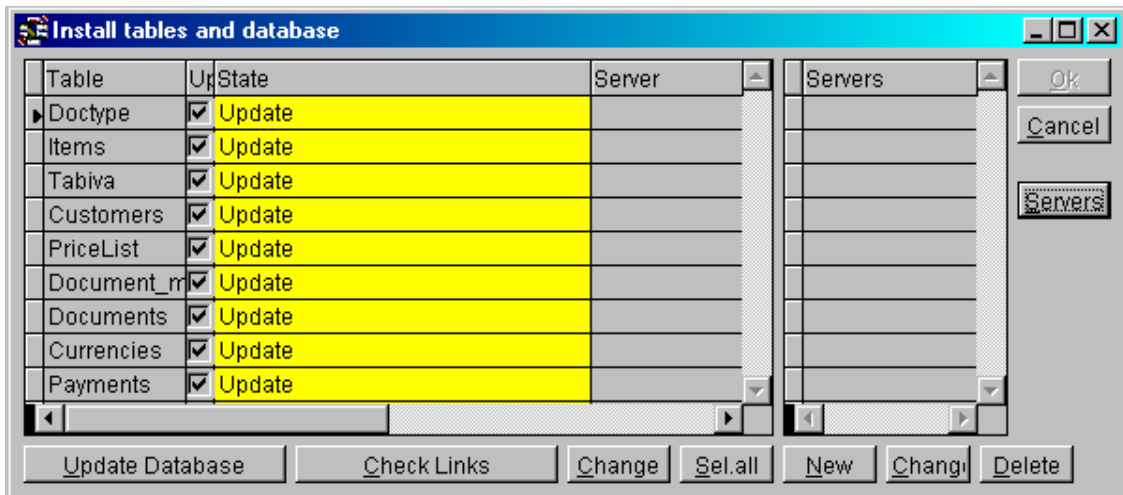 Install tables and database
Table Up State Server Servers Ok
Doctype Update Cancel
Items Update
Tabiva Update
Customers Update Servers
PriceList Update
Document_m Update
Documents Update
Currencies Update
Payments Update
Update Database Check Links Change Sel.all New Chang Delete